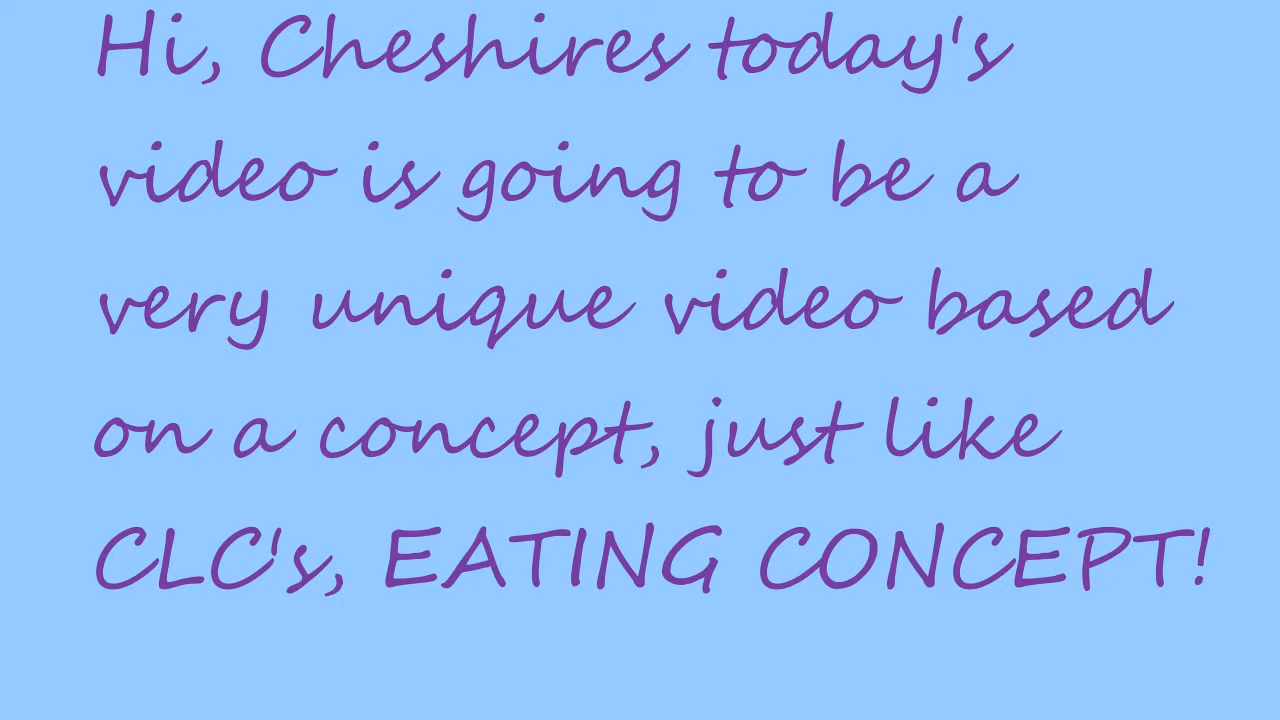 Hi, Cheshires today's
video is going to be a
very unique video based
on a concept, just like
CLC's, EATING CONCEPT!